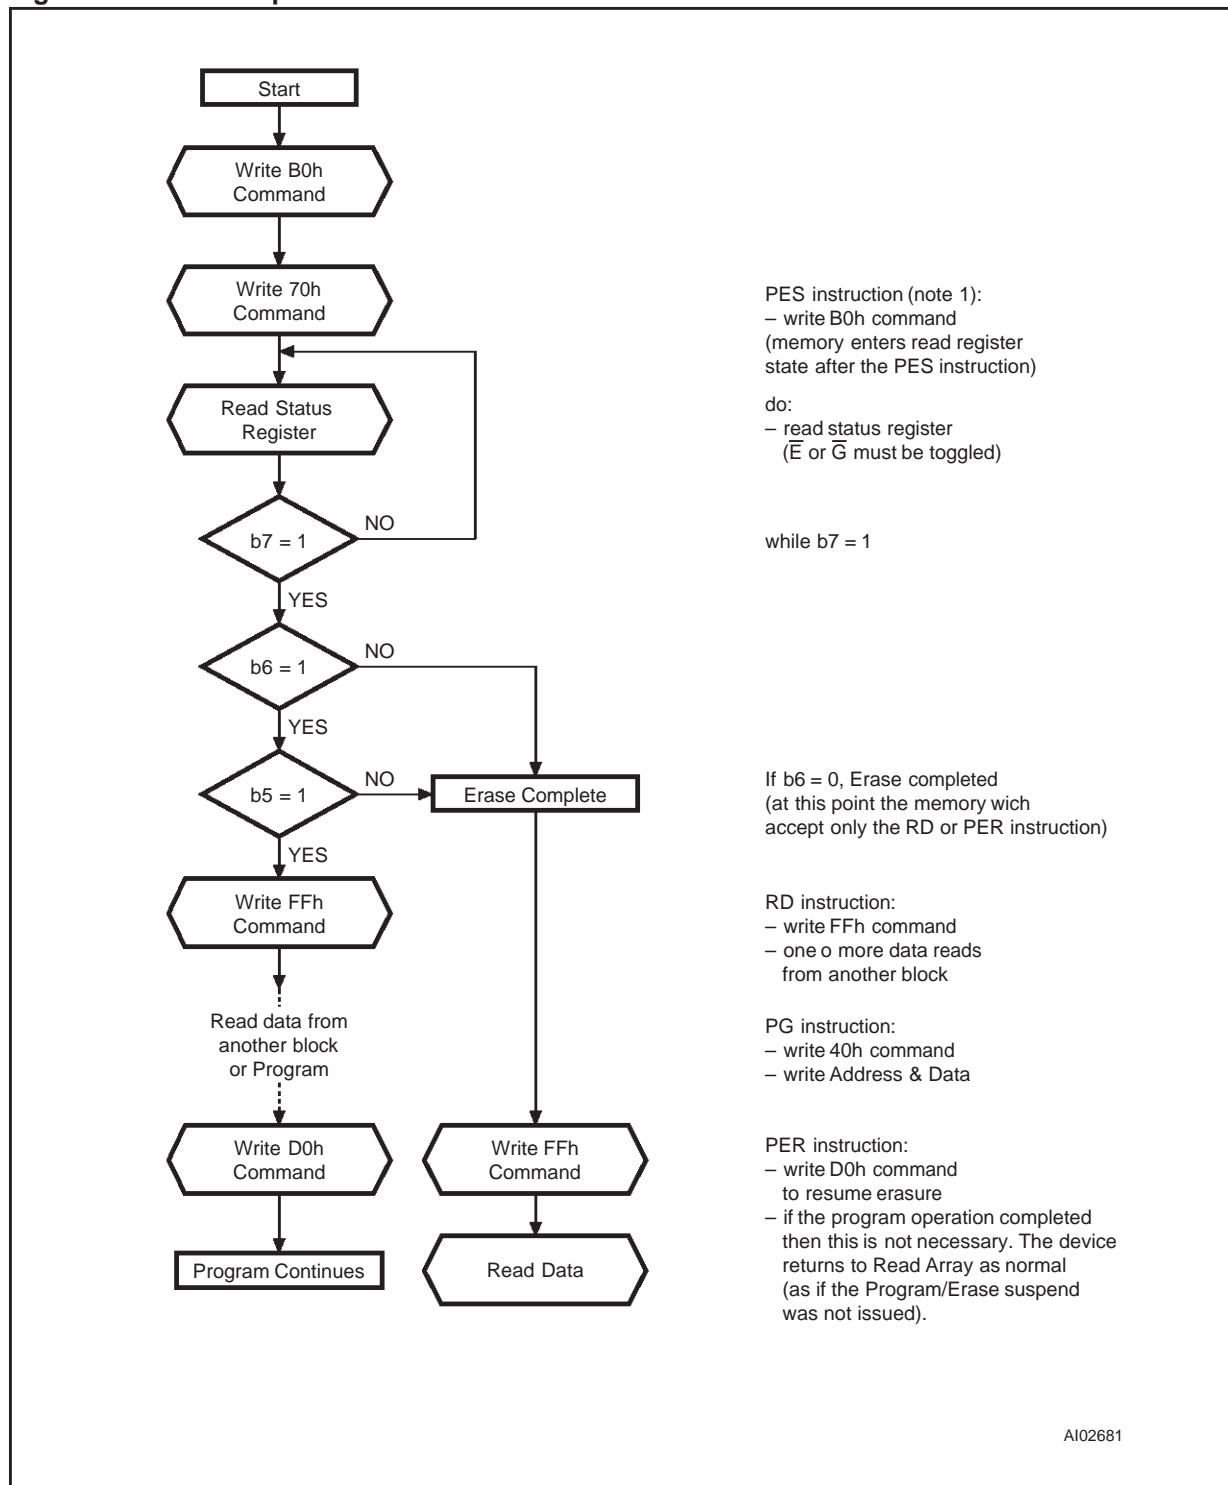 Start
Write B0h
Command
Write 70h
Command
Read Status
Register
b7 = 1
NO
YES
b6 = 1
NO
YES
b5 = 1
NO
Erase Complete
YES
Write FFh
Command
Read data from
another block
or Program
Write D0h
Command
Write FFh
Command
Program Continues
Read Data
PES instruction (note 1):
– write B0h command
(memory enters read register
state after the PES instruction)
do:
– read status register
(E̅ or G̅ must be toggled)
while b7 = 1
If b6 = 0, Erase completed
(at this point the memory wich
accept only the RD or PER instruction)
RD instruction:
– write FFh command
– one o more data reads
from another block
PG instruction:
– write 40h command
– write Address & Data
PER instruction:
– write D0h command
to resume erasure
– if the program operation completed
then this is not necessary. The device
returns to Read Array as normal
(as if the Program/Erase suspend
was not issued).
AI02681